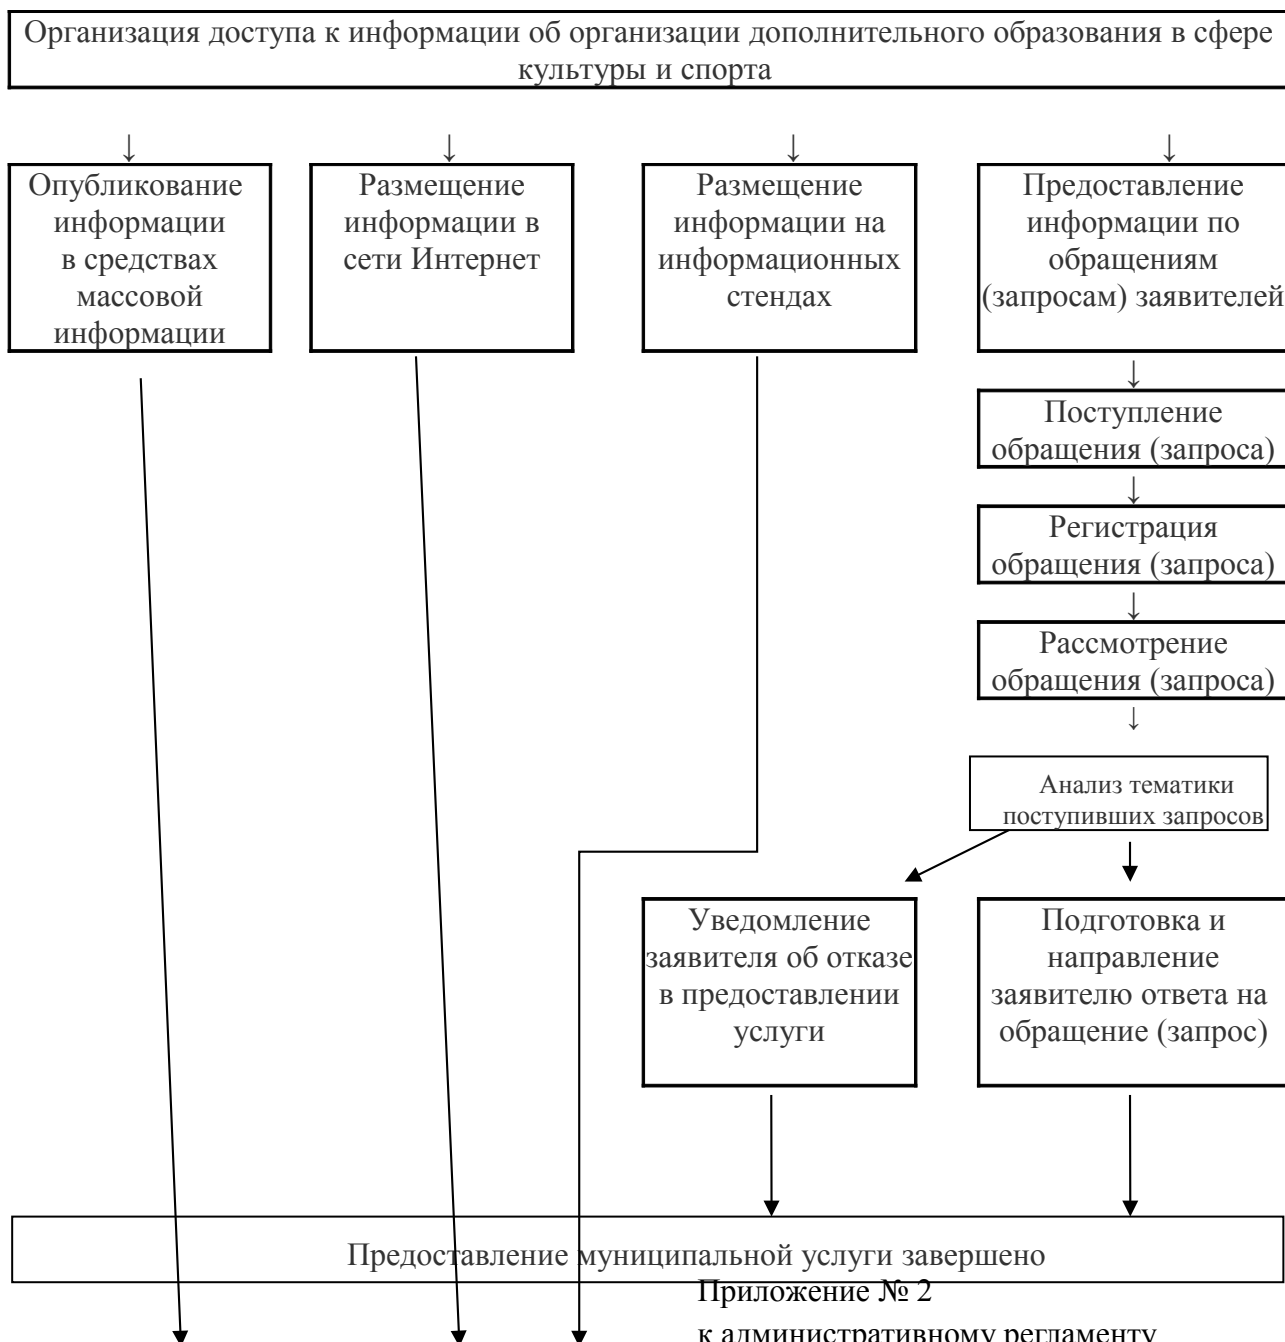 Организация доступа к информации об организации дополнительного образования в сфере
культуры и спорта
Опубликование
информации
в средствах
массовой
информации
Размещение
информации в
сети Интернет
Размещение
информации на
информационных
стендах
Предоставление
информации по
обращениям
(запросам) заявителей
Поступление
обращения (запроса)
Регистрация
обращения (запроса)
Рассмотрение
обращения (запроса)
Анализ тематики
поступивших запросов
Уведомление
заявителя об отказе
в предоставлении
услуги
Подготовка и
направление
заявителю ответа на
обращение (запрос)
Предоставление муниципальной услуги завершено
Приложение № 2
к административному регламенту